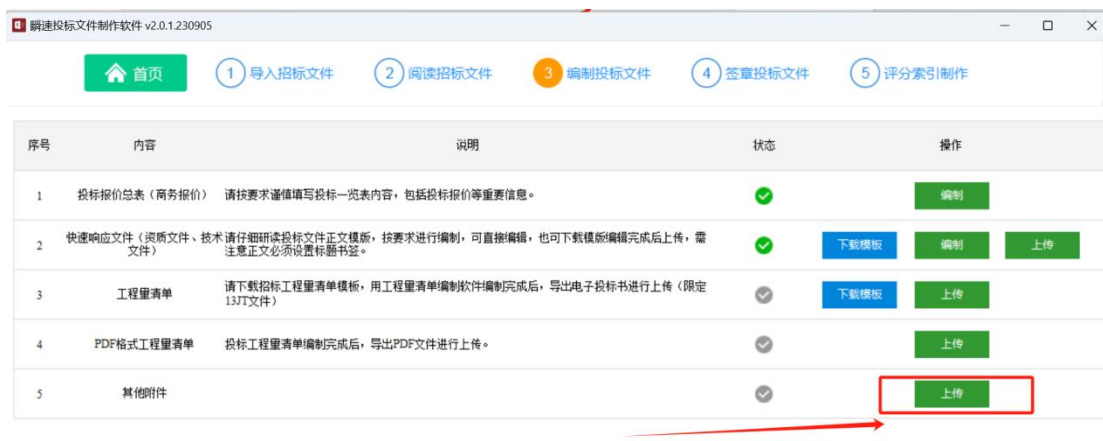 瞬速投标文件制作软件 v2.0.1.230905
首页
1 导入招标文件
2 阅读招标文件
3 编制投标文件
4 签章投标文件
5 评分索引制作
序号 内容 说明 状态 操作
1 投标报价总表（商务报价） 请按要求谨慎填写投标一览表内容，包括投标报价等重要信息。 编制
2 快速响应文件（资质文件、技术文件） 请仔细研读投标文件正文模版，按要求进行编制，可直接编辑，也可下载模版编辑完成后上传，需
注意正文必须设置标题书签。 下载模板 编制 上传
3 工程量清单 请下载招标工程量清单模板，用工程量清单编制软件编制完成后，导出电子投标书进行上传（限定
13JT文件） 下载模板 上传
4 PDF格式工程量清单 投标工程量清单编制完成后，导出PDF文件进行上传。 上传
5 其他附件 上传